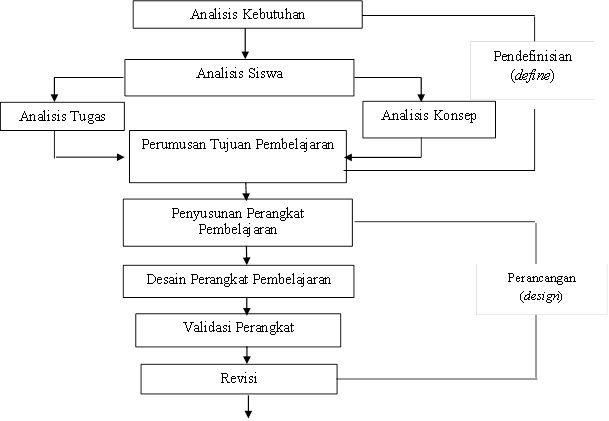 Analisis Kebutuhan
Pendefinisian
(define)
Analisis Siswa
Analisis Tugas
Analisis Konsep
Perumusan Tujuan Pembelajaran
Penyusunan Perangkat
Pembelajaran
Desain Perangkat Pembelajaran
Perancangan
(design)
Validasi Perangkat
Revisi